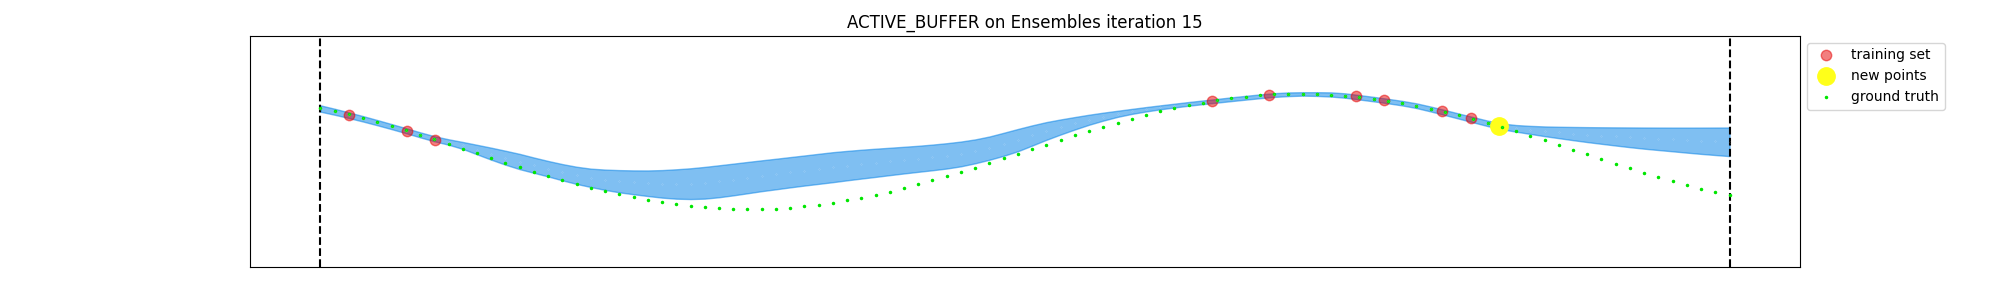 ACTIVE_BUFFER on Ensembles iteration 15
training set
new points
ground truth